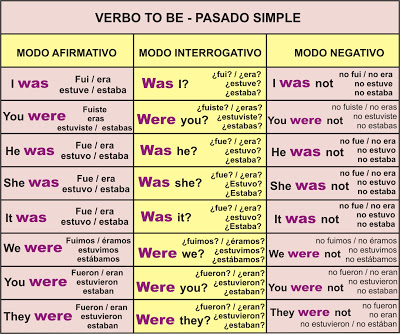 VERBO TO BE - PASADO SIMPLE
MODO AFIRMATIVO MODO INTERROGATIVO MODO NEGATIVO
I was
Fui / era
estuve / estaba
Was I?
¿fui? / ¿era?
¿estuve?
¿estaba?
I was not
no fui / no era
no estuve
no estaba
You were
Fuiste
eras
estuviste / estabas
Were you?
¿fuiste? / ¿eras?
¿estuviste?
¿estabas?
You were not
no fuiste / no eras
no estuviste
no estabas
He was
Fue / era
estuvo / estaba
Was he?
¿fue? / ¿era?
¿estuvo?
¿estaba?
He was not
no fue / no era
no estuvo
no estaba
She was
Fue / era
estuvo / estaba
Was she?
¿fue? / ¿era?
¿Estuvo?
¿Estaba?
She was not
no fue / no era
no estuvo
no estaba
It was
Fue / era
estuvo / estaba
Was it?
¿fue? / ¿era?
¿estuvo?
¿Estaba?
It was not
no fue / no era
no estuvo
no estaba
We were
Fuimos / éramos
estuvimos
estábamos
Were we?
¿fuimos? / ¿éramos?
¿estuvimos?
¿estábamos?
We were not
no fuimos / no éramos
no estuvimos
no estábamos
You were
Fueron / eran
estuvieron
estaban
Were you?
¿fueron? / ¿eran?
¿estuvieron?
¿estaban?
You were not
no fueron / no eran
no estuvieron
no estaban
They were
Fueron / eran
estuvieron
estaban
Were they?
¿fueron? / ¿eran?
¿estuvieron?
¿estaban?
They were not
no fueron
no eran
no estuvieron / no estaban